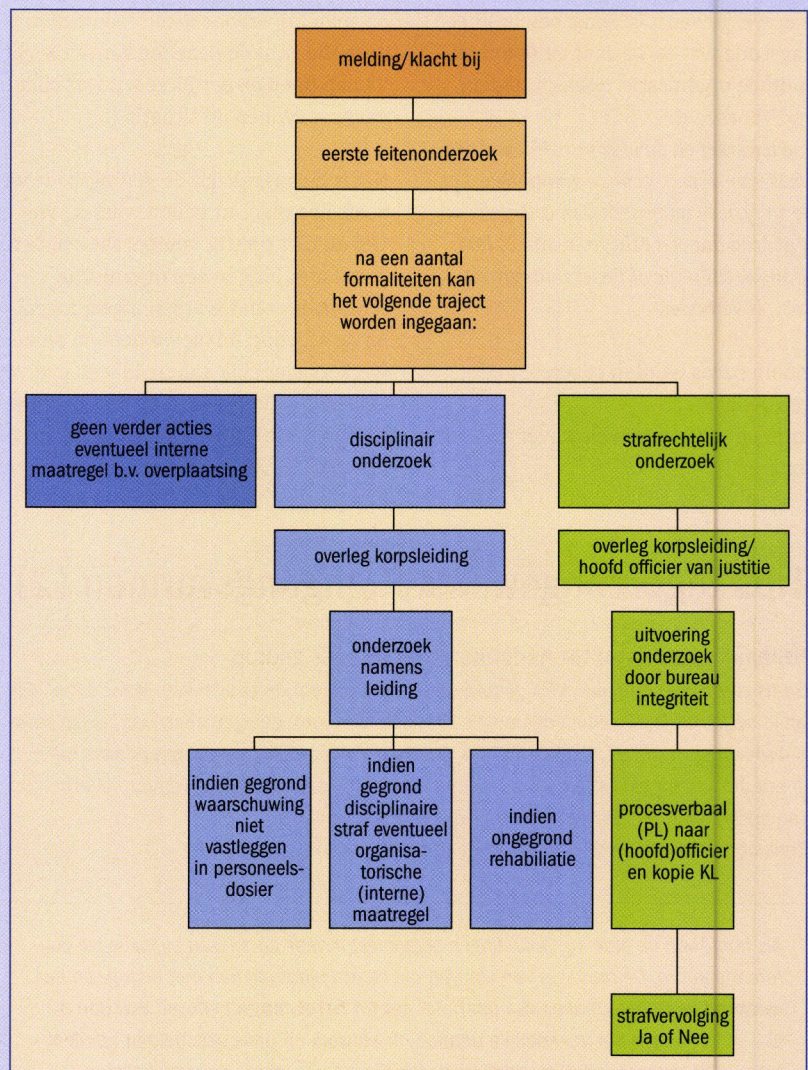 melding/klacht bij
eerste feitenonderzoek
na een aantal
formaliteiten kan
het volgende traject
worden ingegaan:
geen verder acties
eventueel interne
maatregel b.v. overplaatsing
disciplinair
onderzoek
strafrechtelijk
onderzoek
overleg korpsleiding
overleg korpsleiding/
hoofd officier van justitie
onderzoek
namens
leiding
uitvoering
onderzoek
door bureau
integriteit
indien gegrond
waarschuwing
niet
vastleggen
in personeels-
dosier
indien
gegrond
disciplinaire
straf eventueel
organisa-
torische
(interne)
maatregel
indien
ongegrond
rehabiliatie
procesverbaal
(PL) naar
(hoofd)officier
en kopie KL
strafvervolging
Ja of Nee